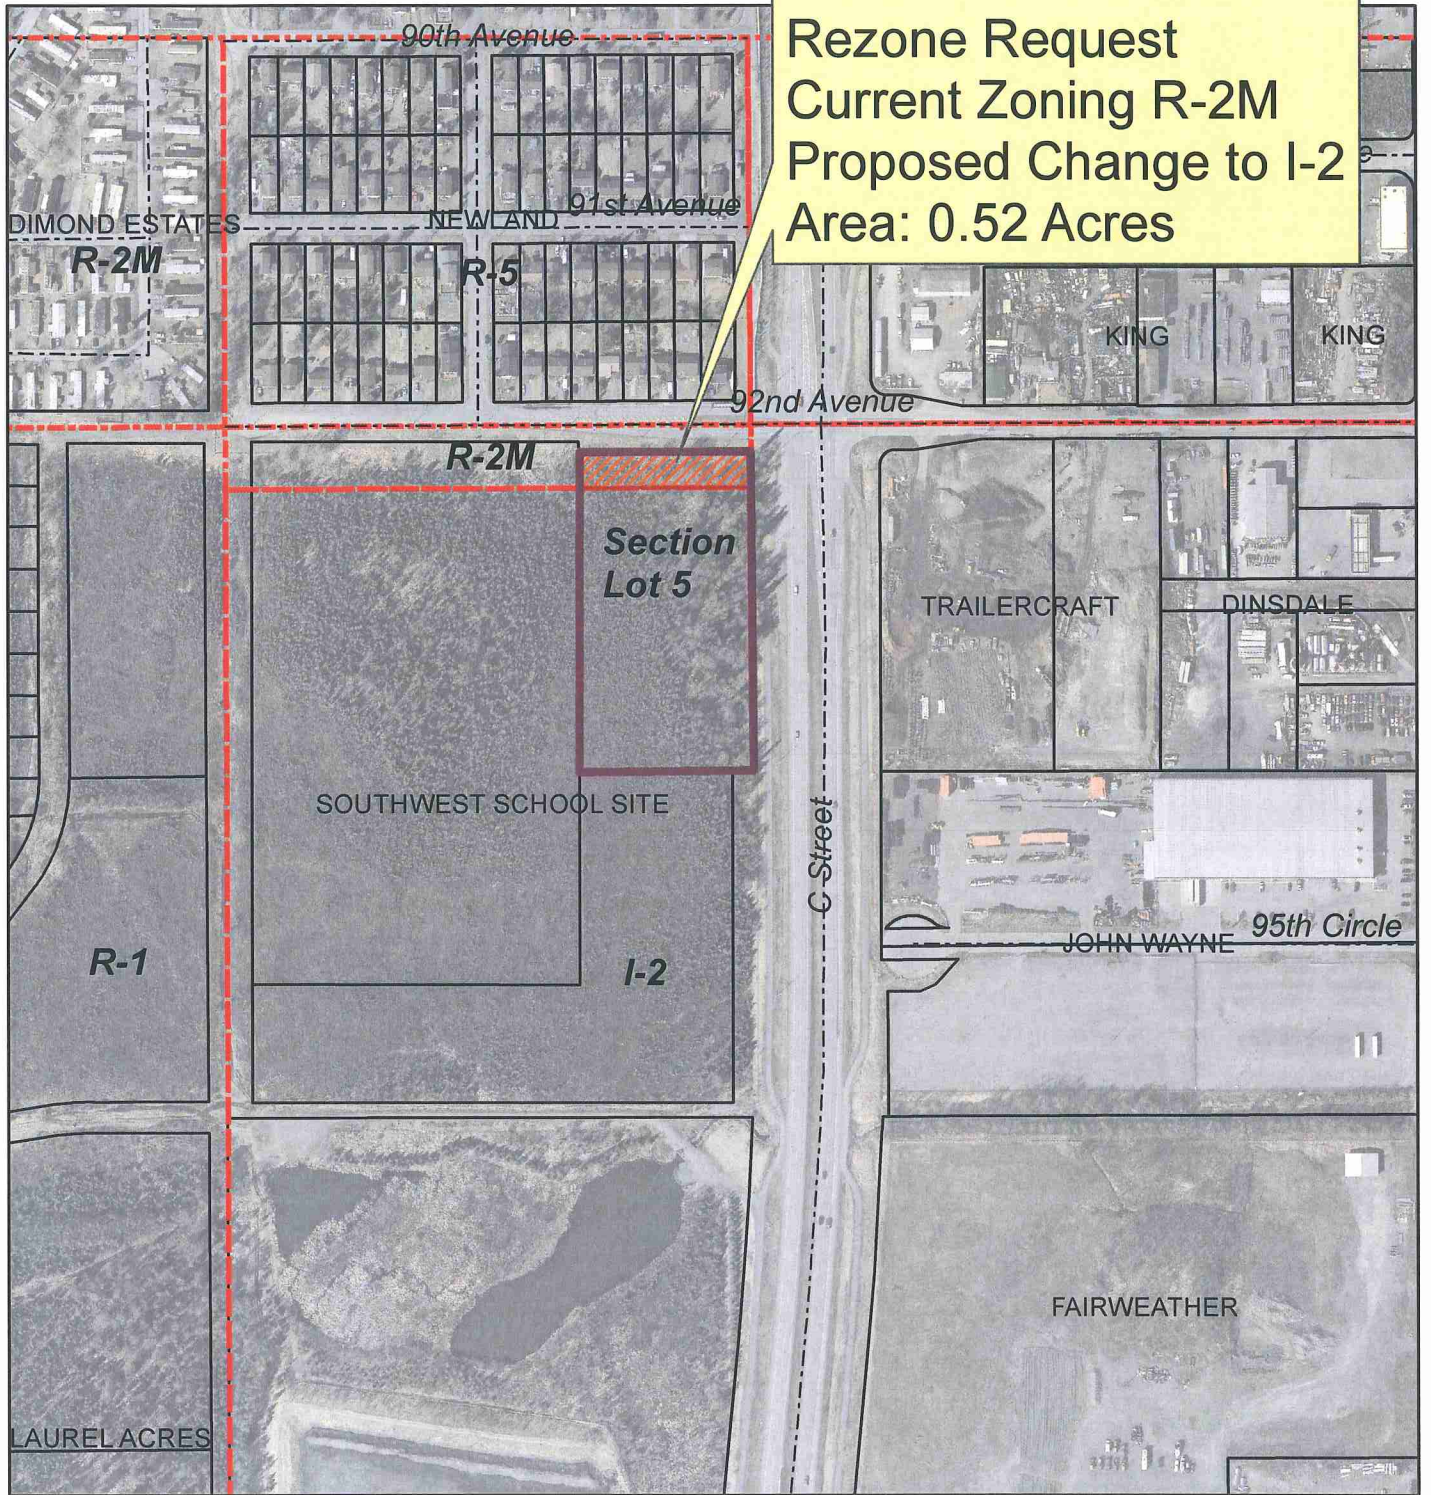 Rezone Request
Current Zoning R-2M
Proposed Change to I-2
Area: 0.52 Acres
90th Avenue
91st Avenue
DIMOND ESTATES
NEWLAND
R-2M
R-5
KING
KING
92nd Avenue
R-2M
Section
Lot 5
TRAILERCRAFT
DINSDALE
SOUTHWEST SCHOOL SITE
C Street
95th Circle
JOHN WAYNE
R-1
I-2
FAIRWEATHER
LAUREL ACRES